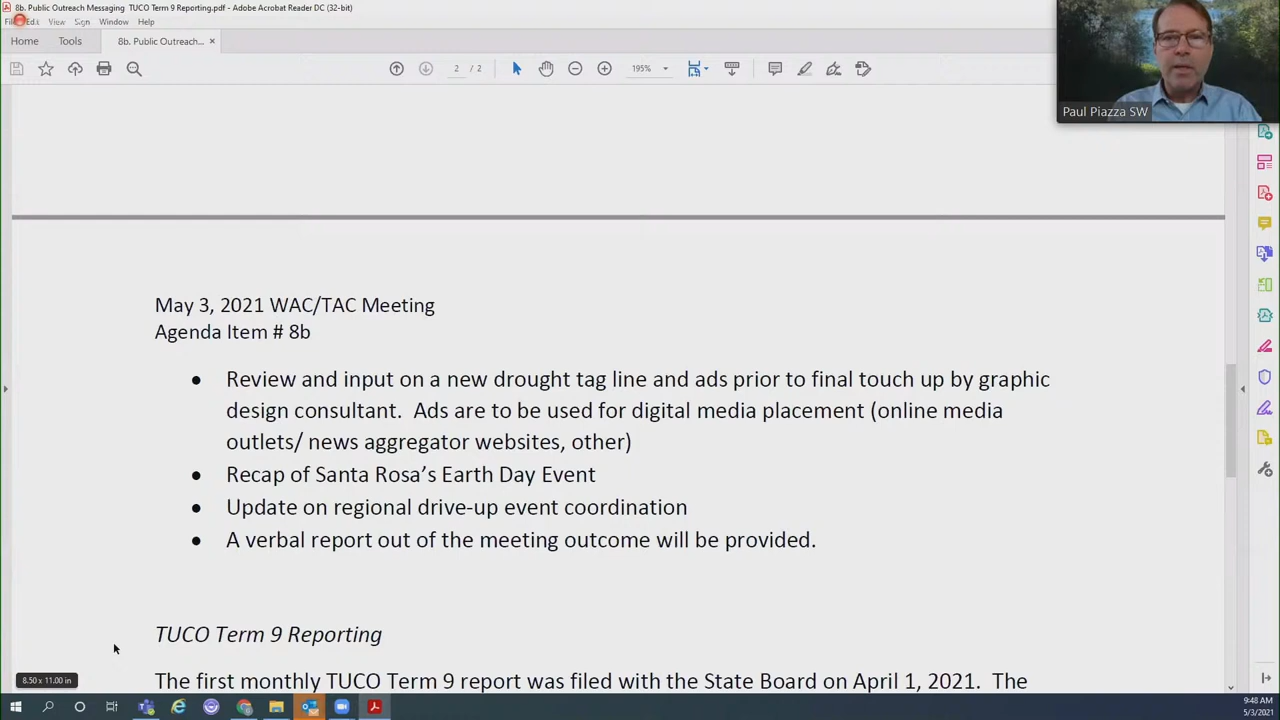 8b. Public Outreach Messaging TUCO Term 9 Reporting.pdf - Adobe Acrobat Reader DC (32-bit)
File Edit View Sign Window Help
Home Tools 8b. Public Outreach... ×
2 / 2 195%
Paul Piazza SW
May 3, 2021 WAC/TAC Meeting
Agenda Item # 8b
• Review and input on a new drought tag line and ads prior to final touch up by graphic
design consultant. Ads are to be used for digital media placement (online media
outlets/ news aggregator websites, other)
• Recap of Santa Rosa’s Earth Day Event
• Update on regional drive-up event coordination
• A verbal report out of the meeting outcome will be provided.
TUCO Term 9 Reporting
The first monthly TUCO Term 9 report was filed with the State Board on April 1, 2021. The
8.50 x 11.00 in
9:48 AM
5/3/2021